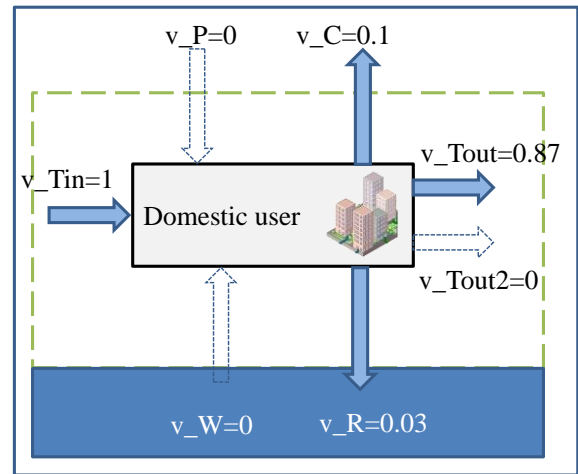 v_P=0
v_C=0.1
v_Tout=0.87
v_Tin=1
Domestic user
v_Tout2=0
v_W=0
v_R=0.03